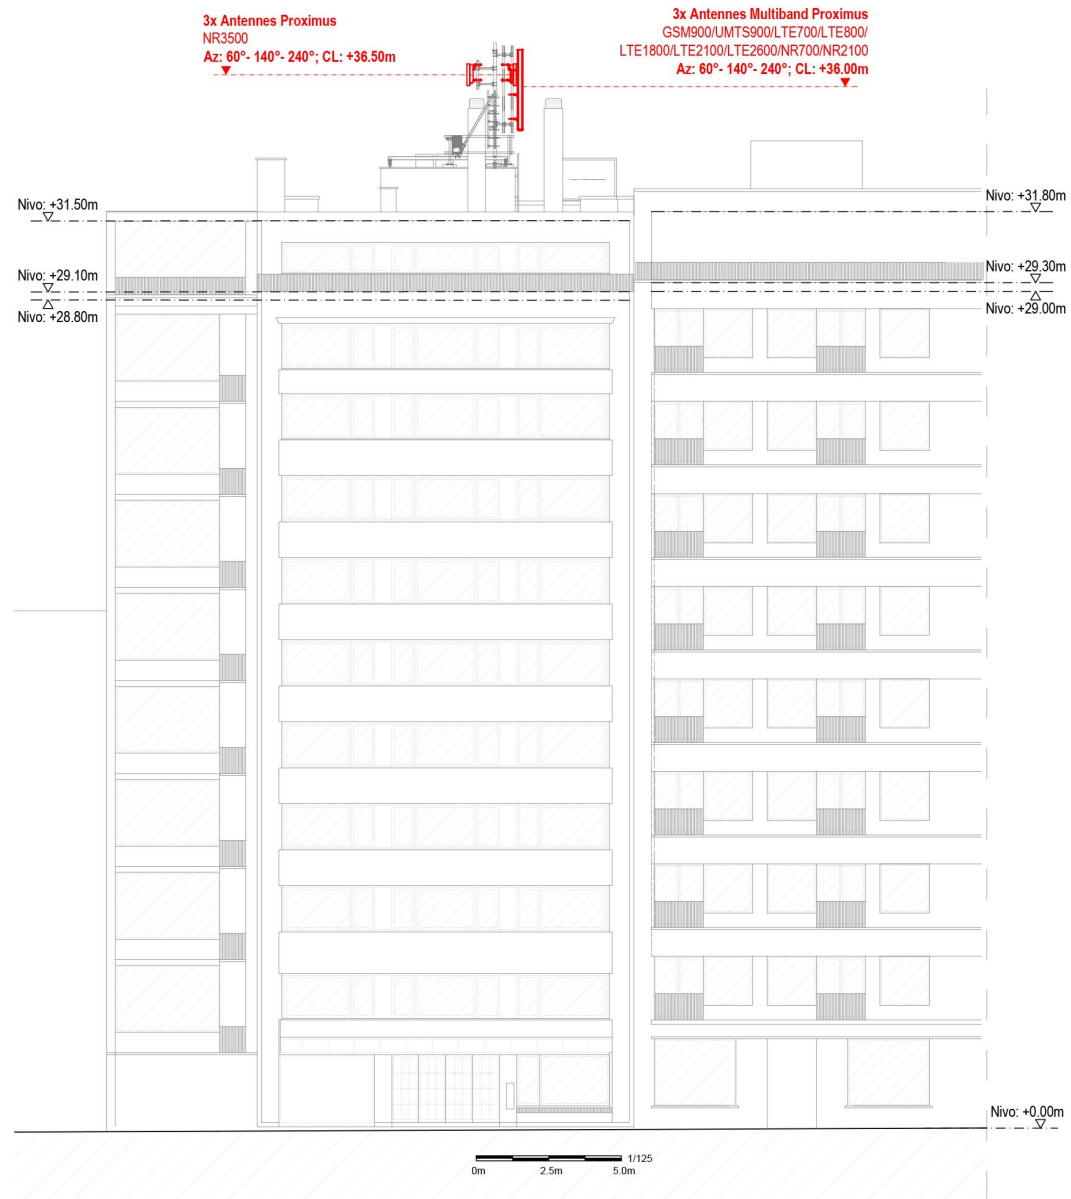 3x Antennes Proximus
NR3500
Az: 60°- 140°- 240°; CL: +36.50m
3x Antennes Multiband Proximus
GSM900/UMTS900/LTE700/LTE800/
LTE1800/LTE2100/LTE2600/NR700/NR2100
Az: 60°- 140°- 240°; CL: +36.00m
Nivo: +31.50m
Nivo: +31.80m
Nivo: +29.10m
Nivo: +29.30m
Nivo: +28.80m
Nivo: +29.00m
Nivo: +0.00m
1/125
0m 2.5m 5.0m